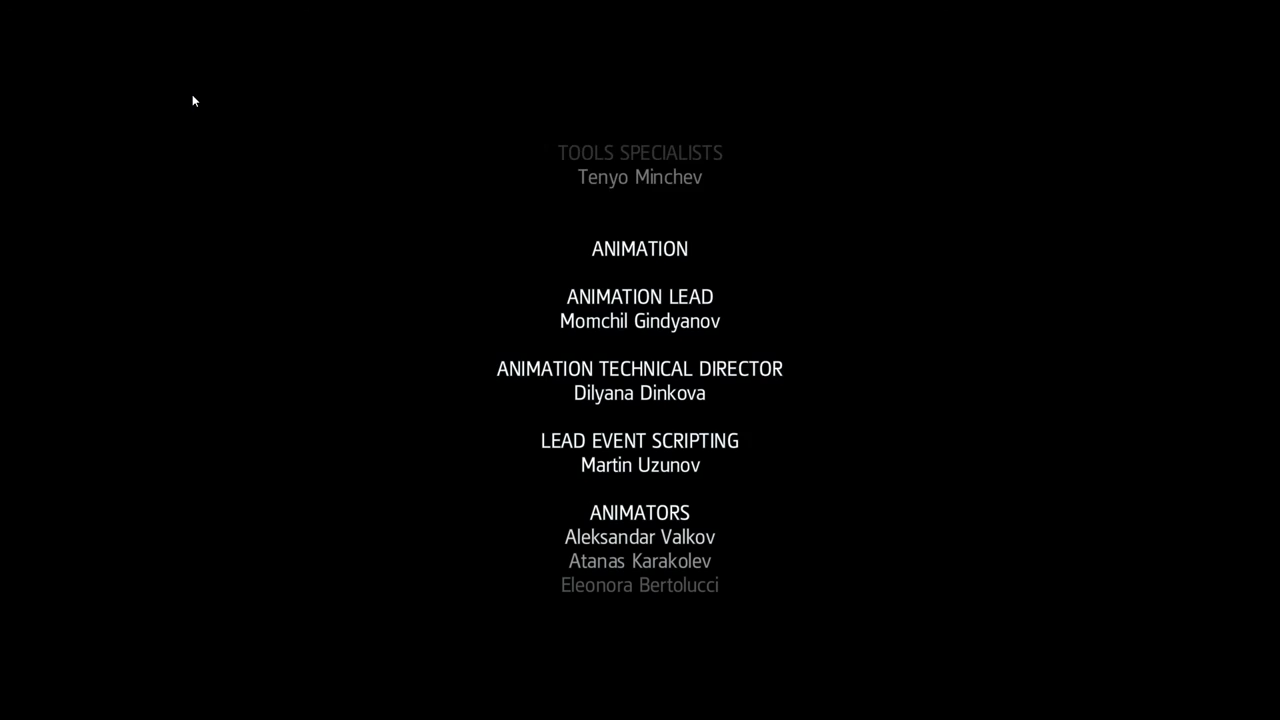 TOOLS SPECIALISTS
Tenyo Minchev
ANIMATION
ANIMATION LEAD
Momchil Gindyanov
ANIMATION TECHNICAL DIRECTOR
Dilyana Dinkova
LEAD EVENT SCRIPTING
Martin Uzunov
ANIMATORS
Aleksandar Valkov
Atanas Karakolev
Eleonora Bertolucci